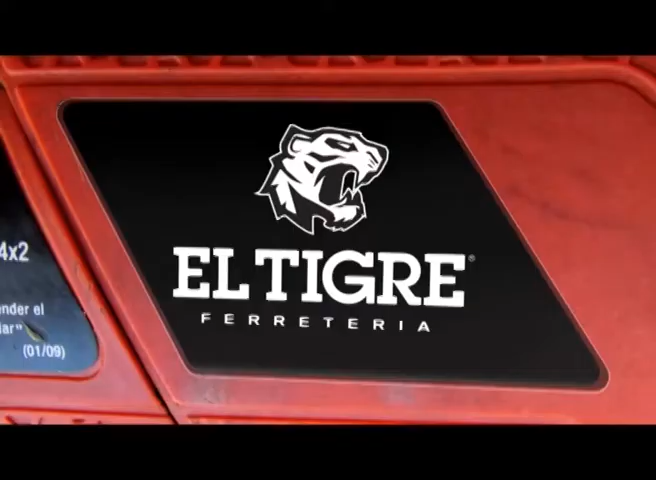 4x2
nder el
iar"
(01/09)
EL TIGRE®
FERRETERIA